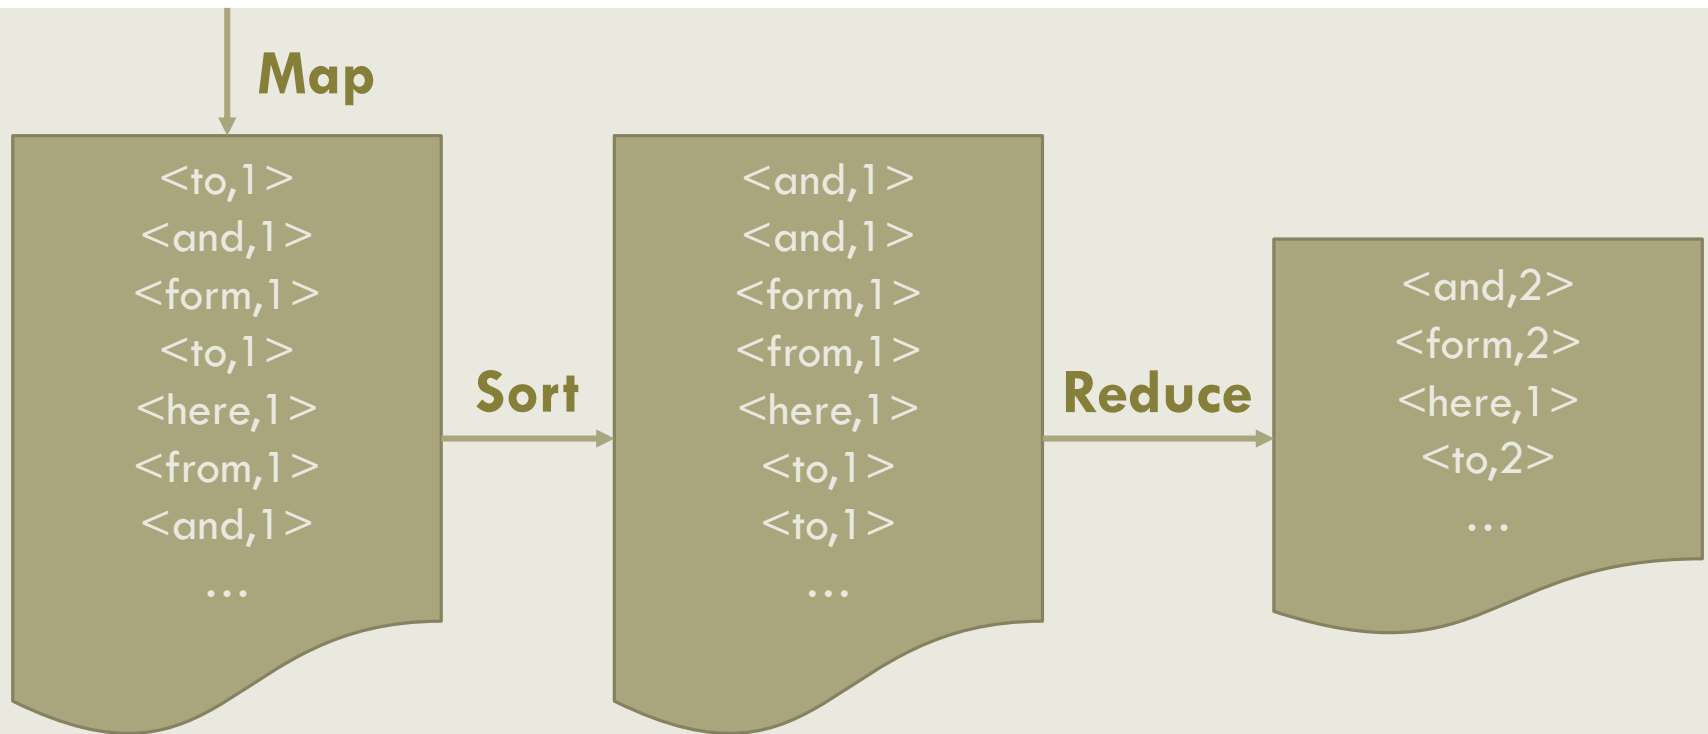 Map
<to,1>
<and,1>
<form,1>
<to,1>
<here,1>
<from,1>
<and,1>
...
Sort
<and,1>
<and,1>
<form,1>
<from,1>
<here,1>
<to,1>
<to,1>
...
Reduce
<and,2>
<form,2>
<here,1>
<to,2>
...